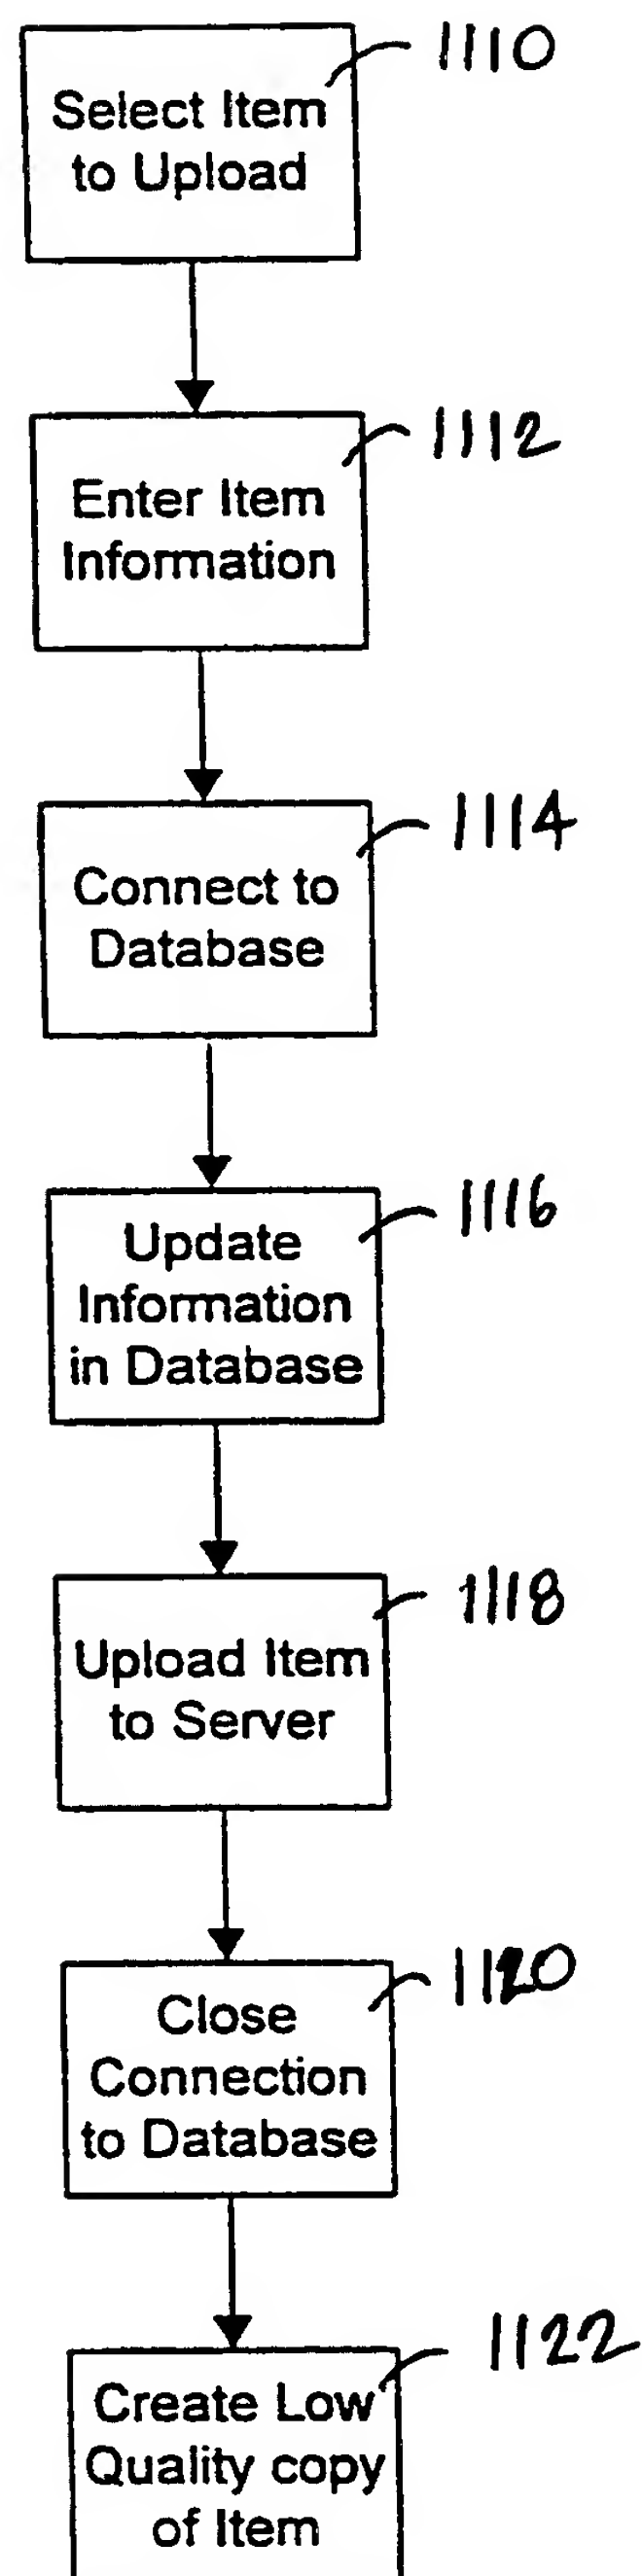 1110
Select Item
to Upload
1112
Enter Item
Information
1114
Connect to
Database
1116
Update
Information
in Database
1118
Upload Item
to Server
1120
Close
Connection
to Database
1122
Create Low
Quality copy
of Item